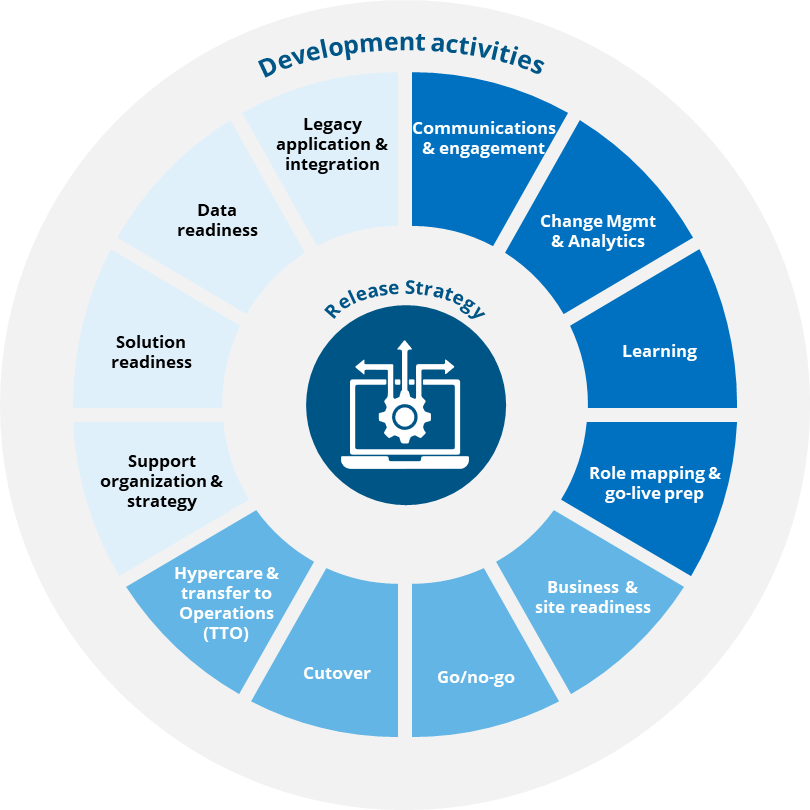 Development activities
Communications
& engagement
Change Mgmt
& Analytics
Learning
Role mapping &
go-live prep
Business &
site readiness
Go/no-go
Cutover
Hypercare &
transfer to
Operations
(TTO)
Support
organization &
strategy
Solution
readiness
Data
readiness
Legacy
application &
integration
Release Strategy